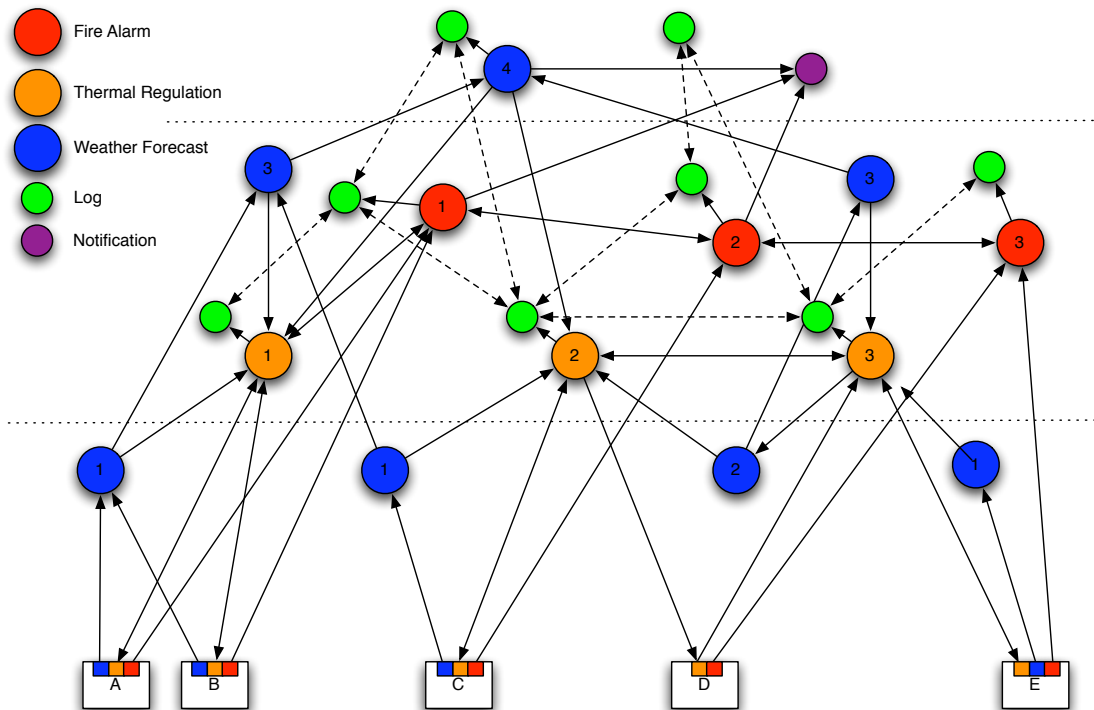 Fire Alarm
4
Thermal Regulation
Weather Forecast
3
3
Log
1
Notification
2
3
1
2
3
1
1
2
1
A
B
C
D
E